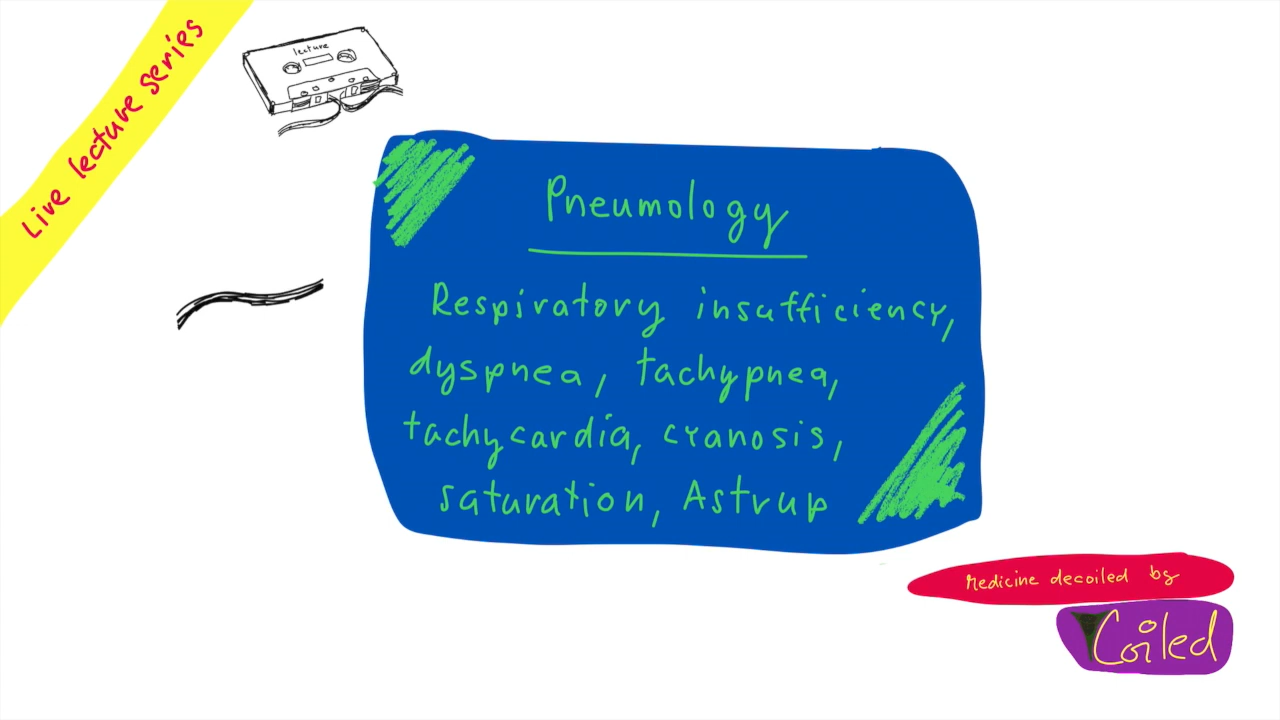 Live lecture series
lecture
Pneumology
Respiratory insufficiency,
dyspnea, tachypnea,
tachycardia, cyanosis,
saturation, Astrup
Medicine decoiled by
Coiled